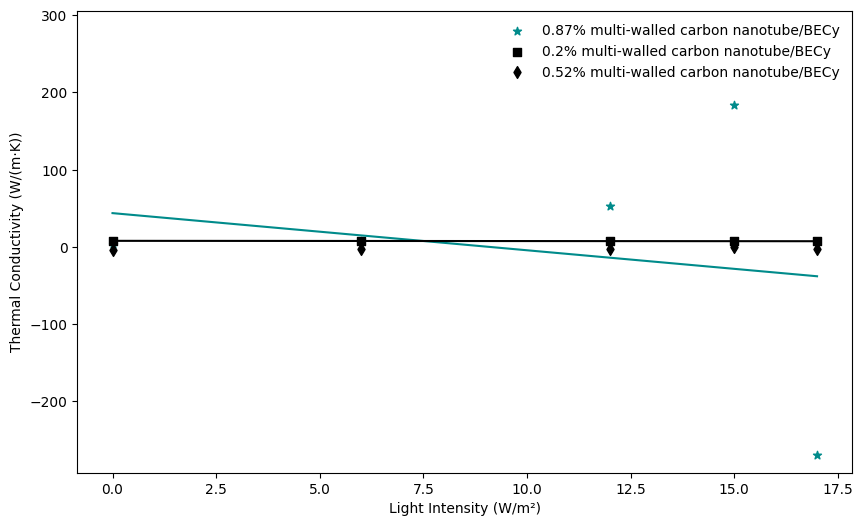 300
200
100
0
−100
−200
Thermal Conductivity (W/(m·K))
0.87% multi-walled carbon nanotube/BECy
0.2% multi-walled carbon nanotube/BECy
0.52% multi-walled carbon nanotube/BECy
0.0 2.5 5.0 7.5 10.0 12.5 15.0 17.5
Light Intensity (W/m²)